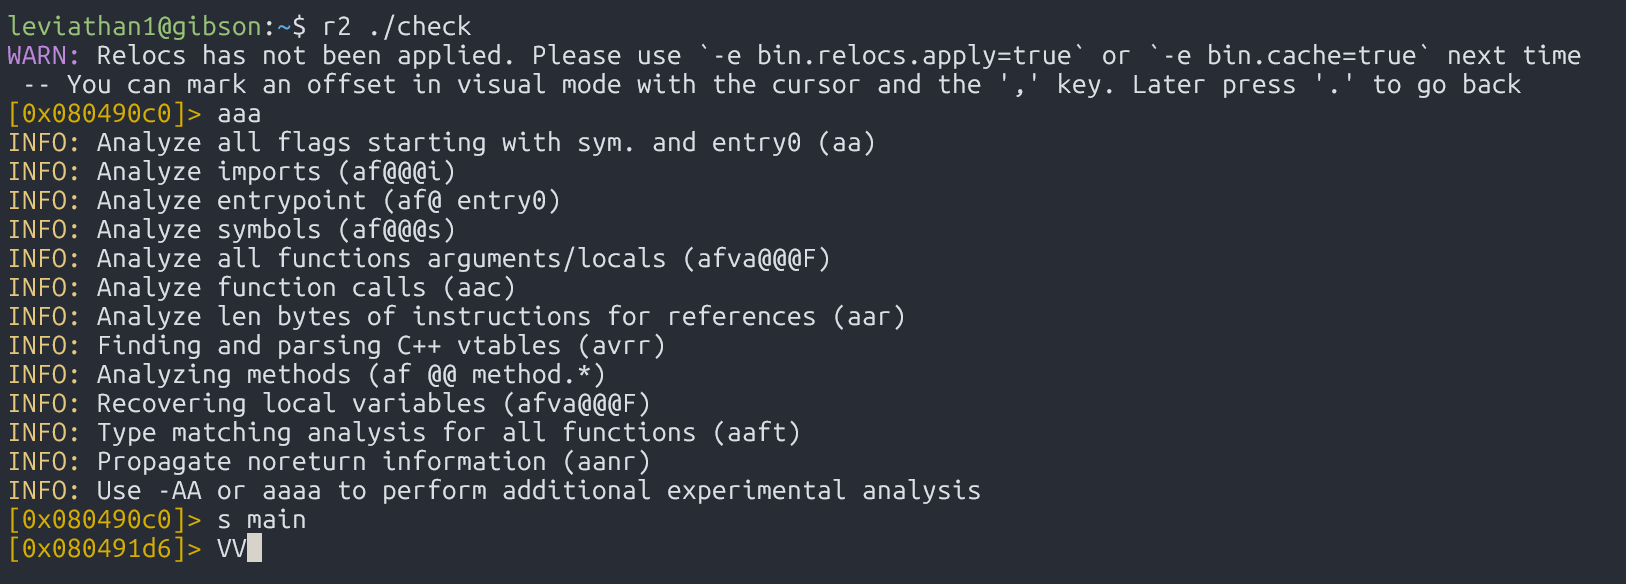 leviathan1@gibson:~$ r2 ./check
WARN: Relocs has not been applied. Please use `-e bin.relocs.apply=true` or `-e bin.cache=true` next time
 -- You can mark an offset in visual mode with the cursor and the ',' key. Later press '.' to go back
[0x080490c0]> aaa
INFO: Analyze all flags starting with sym. and entry0 (aa)
INFO: Analyze imports (af@@@i)
INFO: Analyze entrypoint (af@ entry0)
INFO: Analyze symbols (af@@@s)
INFO: Analyze all functions arguments/locals (afva@@@F)
INFO: Analyze function calls (aac)
INFO: Analyze len bytes of instructions for references (aar)
INFO: Finding and parsing C++ vtables (avrr)
INFO: Analyzing methods (af @@ method.*)
INFO: Recovering local variables (afva@@@F)
INFO: Type matching analysis for all functions (aaft)
INFO: Propagate noreturn information (aanr)
INFO: Use -AA or aaaa to perform additional experimental analysis
[0x080490c0]> s main
[0x080491d6]> VV